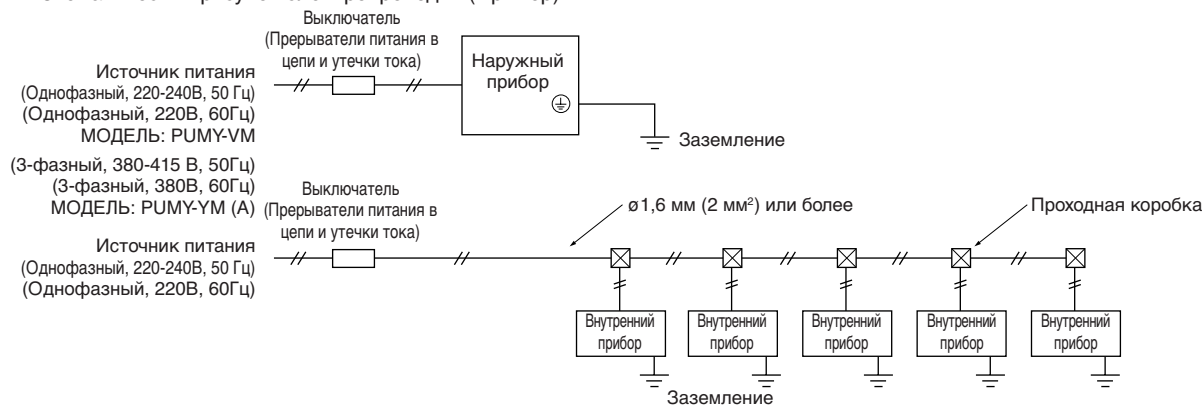 Выключатель
(Прерыватели питания в
цепи и утечки тока)
Наружный
прибор
Источник питания
(Однофазный, 220-240В, 50 Гц)
(Однофазный, 220В, 60Гц)
МОДЕЛЬ: PUMY-VM
Заземление
(3-фазный, 380-415 В, 50Гц)
(3-фазный, 380В, 60Гц)
МОДЕЛЬ: PUMY-YM (A)
Выключатель
(Прерыватели питания в
цепи и утечки тока)
ø1,6 мм (2 мм²) или более
Проходная коробка
Источник питания
(Однофазный, 220-240В, 50 Гц)
(Однофазный, 220В, 60Гц)
Внутренний
прибор
Внутренний
прибор
Внутренний
прибор
Внутренний
прибор
Внутренний
прибор
Заземление